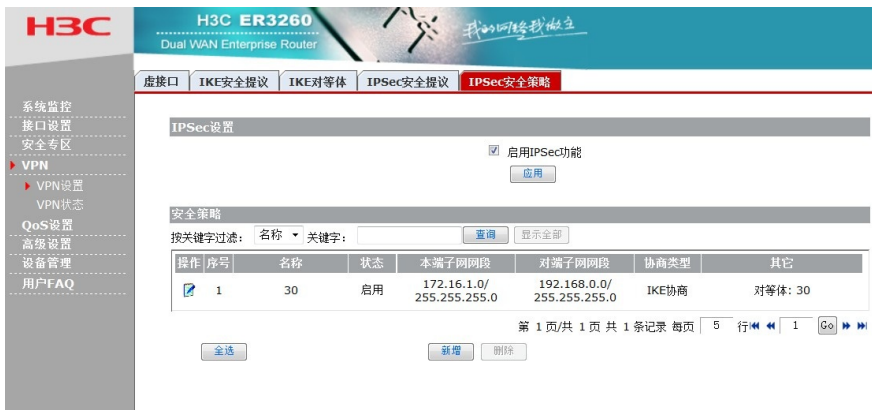 H3C
H3C ER3260
Dual WAN Enterprise Router
我的网络我做主
虚接口 IKE安全提议 IKE对等体 IPSec安全提议 IPSec安全策略
系统监控
接口设置
安全专区
VPN
VPN设置
VPN状态
QoS设置
高级设置
设备管理
用户FAQ
IPSec设置
启用IPSec功能
应用
安全策略
按关键字过滤: 名称 关键字: 查询 显示全部
操作 序号 名称 状态 本端子网网段 对端子网网段 协商类型 其它
1 30 启用 172.16.1.0/ 192.168.0.0/ IKE协商 对等体: 30
255.255.255.0 255.255.255.0
第 1 页/共 1 页 共 1 条记录 每页 5 行 1 Go
全选 新增 删除